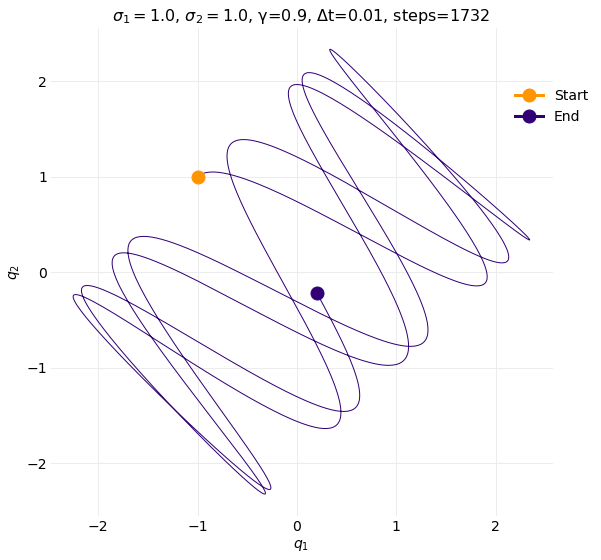 σ₁ = 1.0, σ₂ = 1.0, γ=0.9, Δt=0.01, steps=1732
Start
End
q₂
2
1
0
−1
−2
−2
−1
0
1
2
q₁